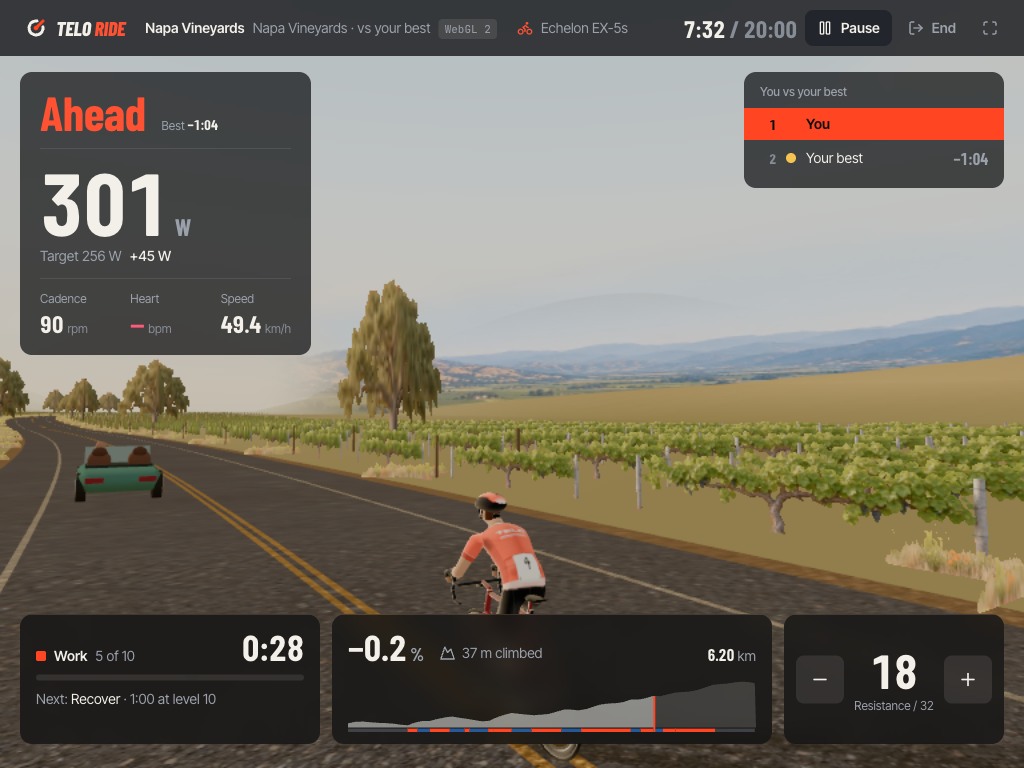 TELO RIDE Napa Vineyards Napa Vineyards · vs your best WebGL 2 Echelon EX-5s 7:32 / 20:00 Pause End
Ahead Best −1:04
301 W
Target 256 W +45 W
Cadence Heart Speed
90 rpm — bpm 49.4 km/h
You vs your best
1 You
2 Your best −1:04
Work 5 of 10 0:28
Next: Recover · 1:00 at level 10
−0.2 % 37 m climbed 6.20 km
− 18 +
Resistance / 32